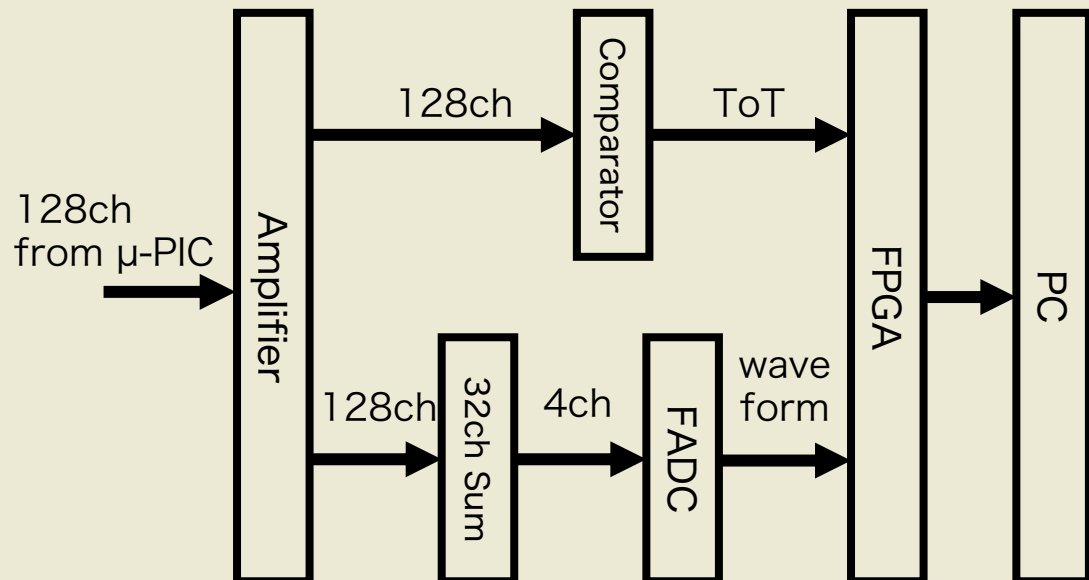 128ch
from μ-PIC
Amplifier
128ch
Comparator
ToT
128ch
32ch Sum
4ch
FADC
wave
form
FPGA
PC